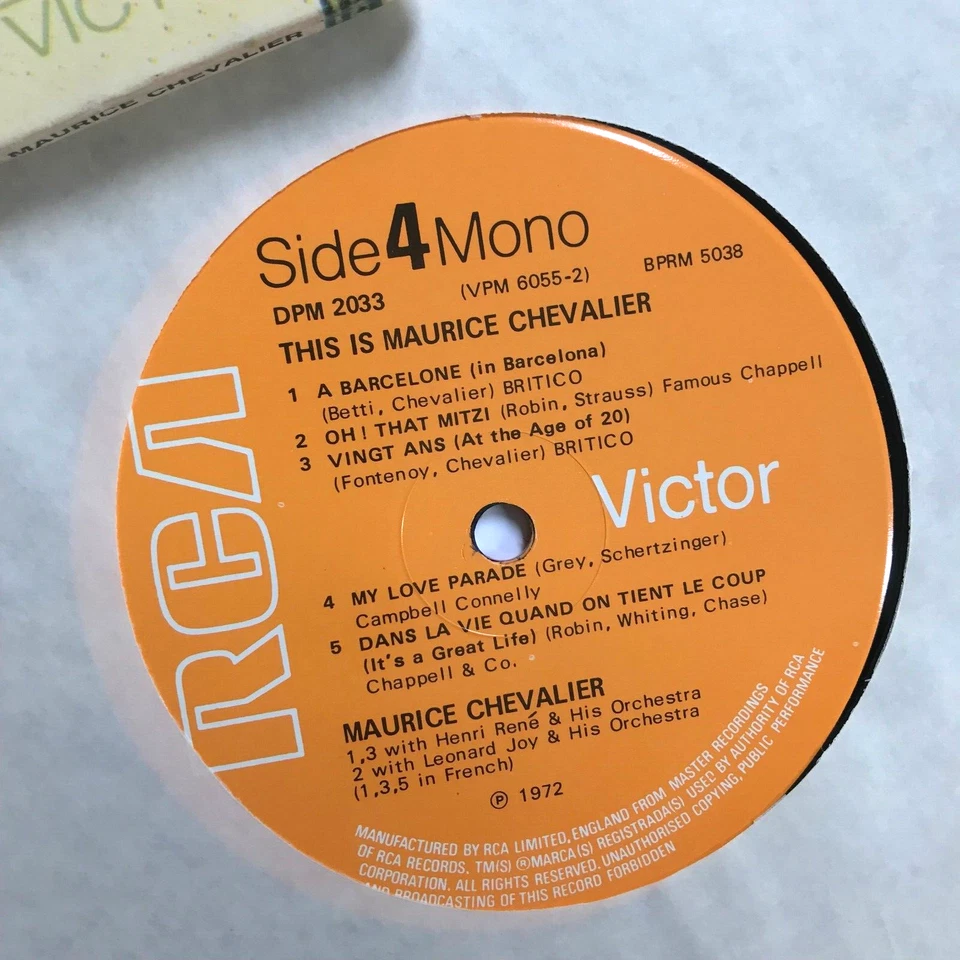 VICT
MAURICE CHEVALIER
Side 4 Mono
DPM 2033 (VPM 6055-2) BPRM 5038
THIS IS MAURICE CHEVALIER
1 A BARCELONE (in Barcelona)
(Betti, Chevalier) BRITICO
2 OH! THAT MITZI (Robin, Strauss) Famous Chappell
3 VINGT ANS (At the Age of 20)
(Fontenoy, Chevalier) BRITICO
RCA
Victor
4 MY LOVE PARADE (Grey, Schertzinger)
Campbell Connelly
5 DANS LA VIE QUAND ON TIENT LE COUP
(It's a Great Life) (Robin, Whiting, Chase)
Chappell & Co.
MAURICE CHEVALIER
1,3 with Henri René & His Orchestra
2 with Leonard Joy & His Orchestra
(1,3,5 in French)
℗ 1972
MANUFACTURED BY RCA LIMITED, ENGLAND FROM MASTER RECORDINGS
OF RCA RECORDS. TM(S) ® MARCA(S) REGISTRADA(S) USED BY AUTHORITY OF RCA
CORPORATION. ALL RIGHTS RESERVED. UNAUTHORISED COPYING, PUBLIC PERFORMANCE
AND BROADCASTING OF THIS RECORD FORBIDDEN